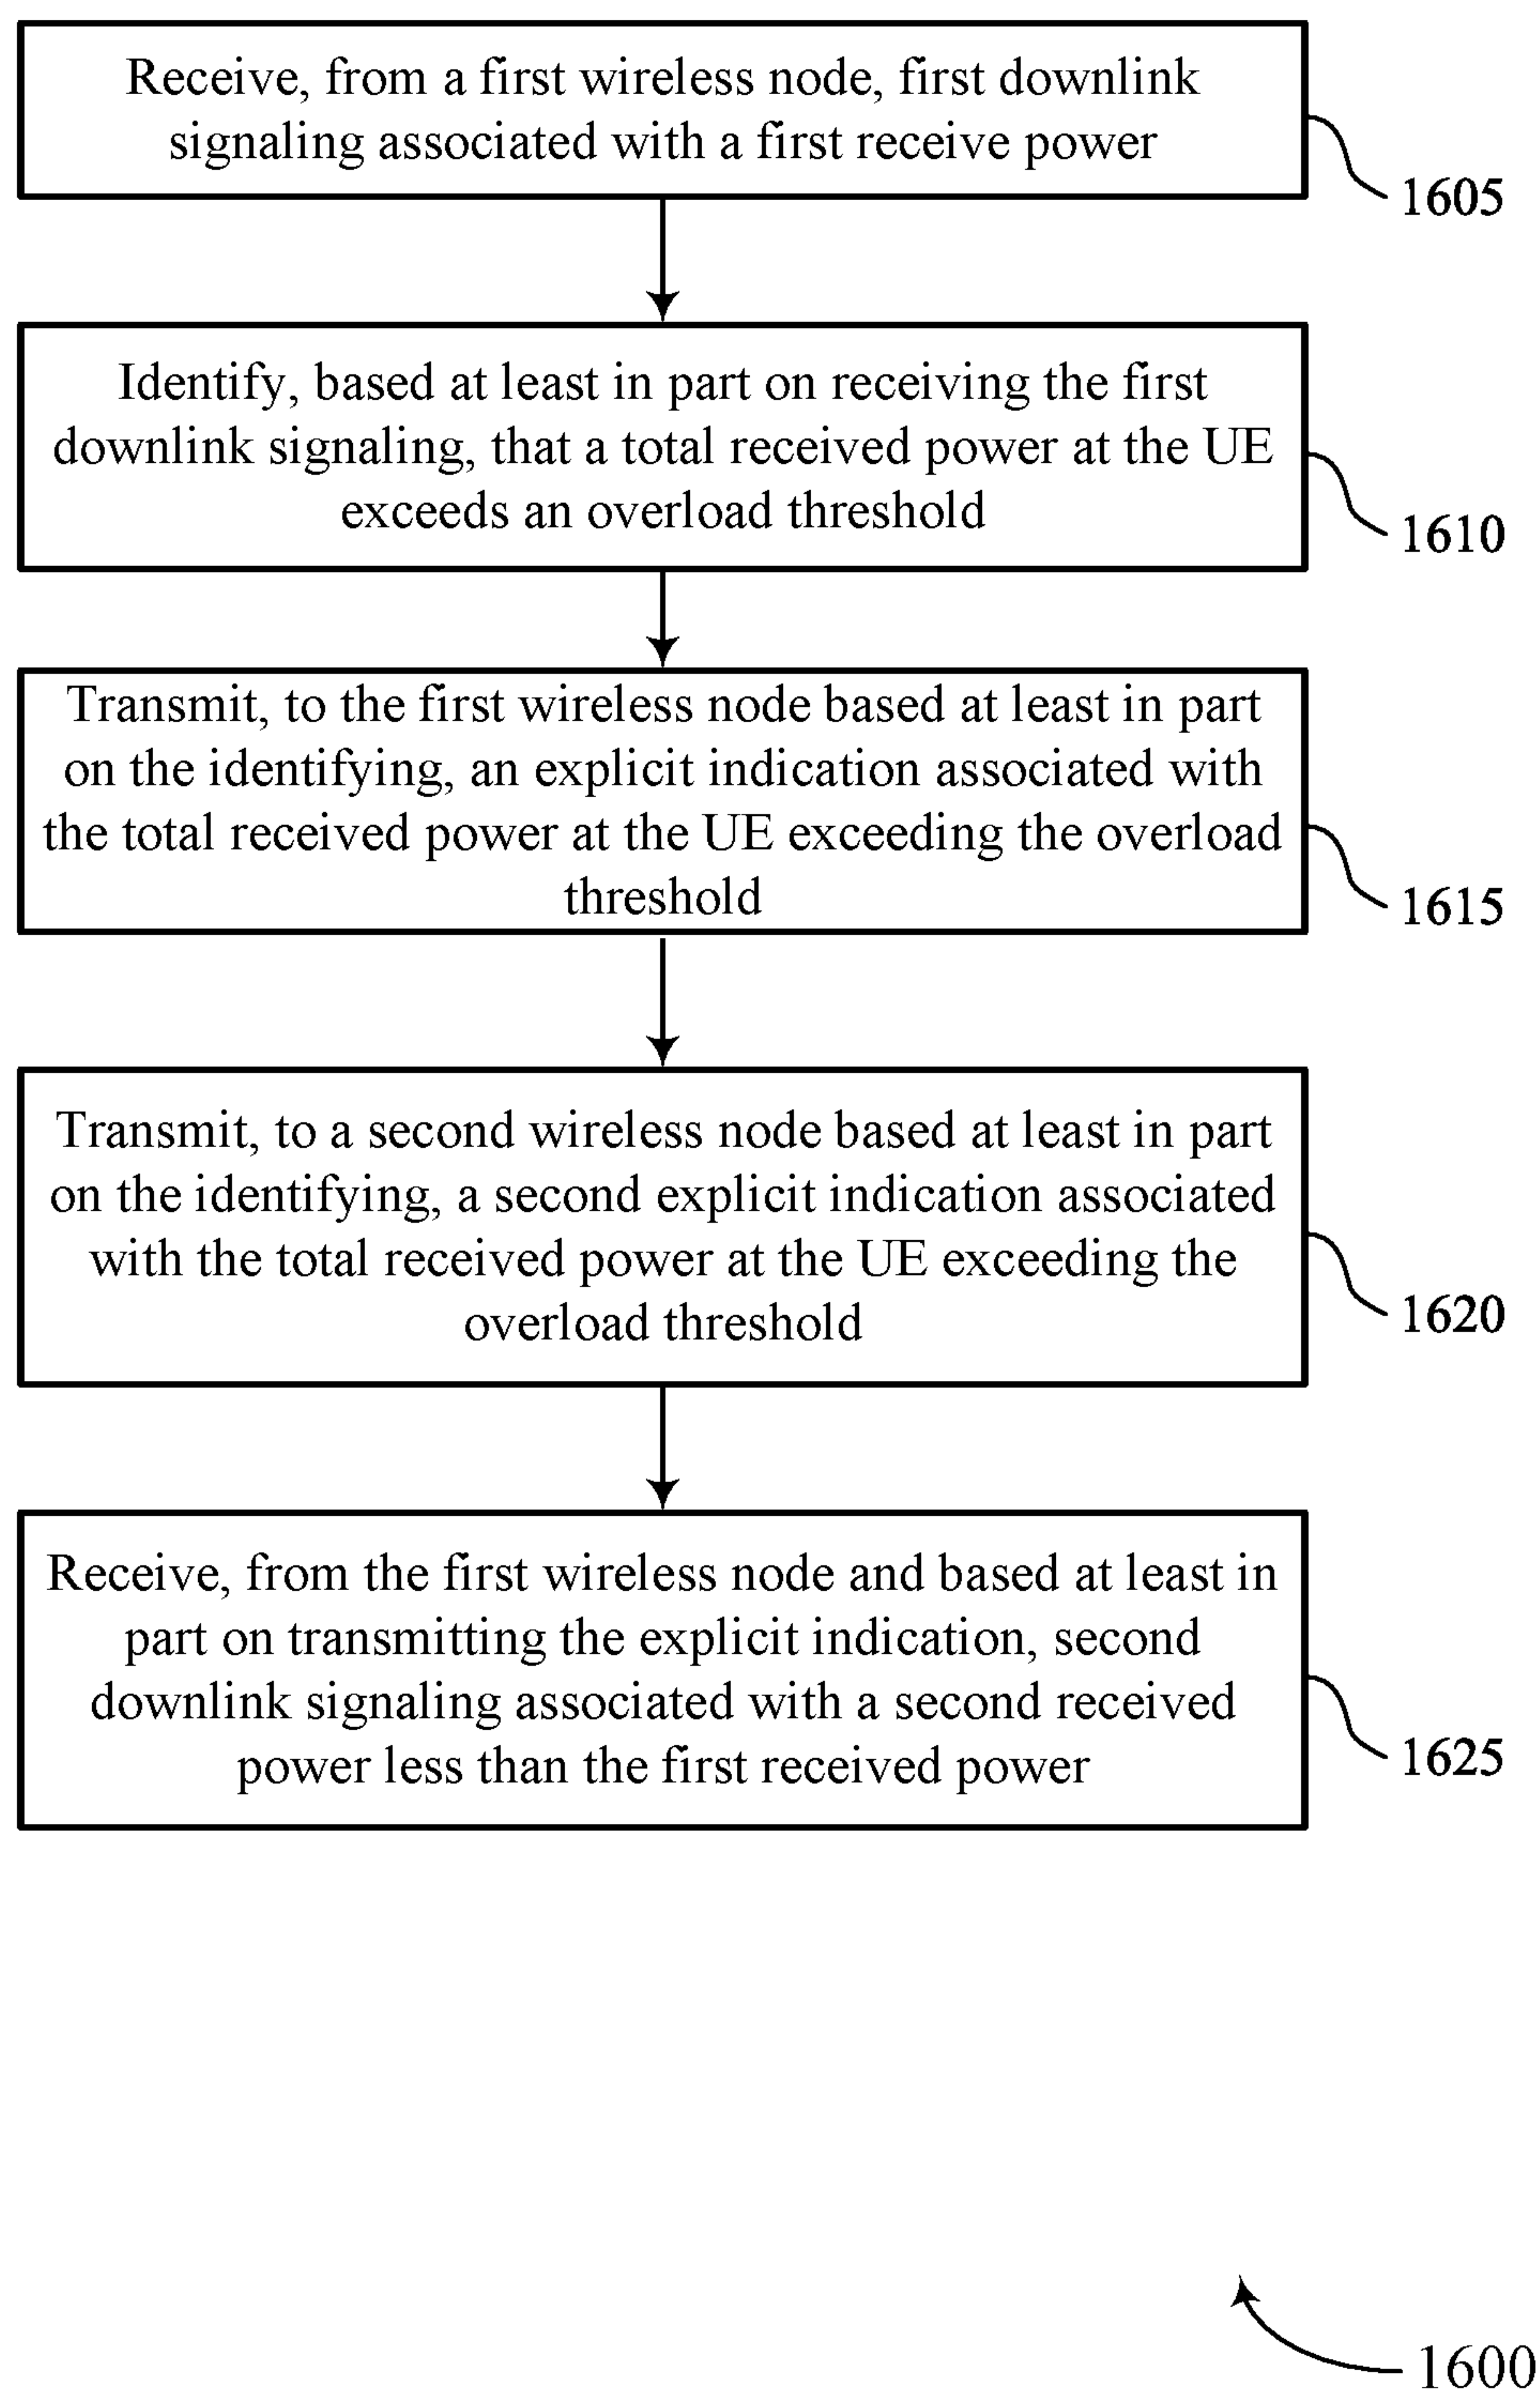 Receive, from a first wireless node, first downlink
signaling associated with a first receive power
1605
Identify, based at least in part on receiving the first
downlink signaling, that a total received power at the UE
exceeds an overload threshold
1610
Transmit, to the first wireless node based at least in part
on the identifying, an explicit indication associated with
the total received power at the UE exceeding the overload
threshold
1615
Transmit, to a second wireless node based at least in part
on the identifying, a second explicit indication associated
with the total received power at the UE exceeding the
overload threshold
1620
Receive, from the first wireless node and based at least in
part on transmitting the explicit indication, second
downlink signaling associated with a second received
power less than the first received power
1625
1600